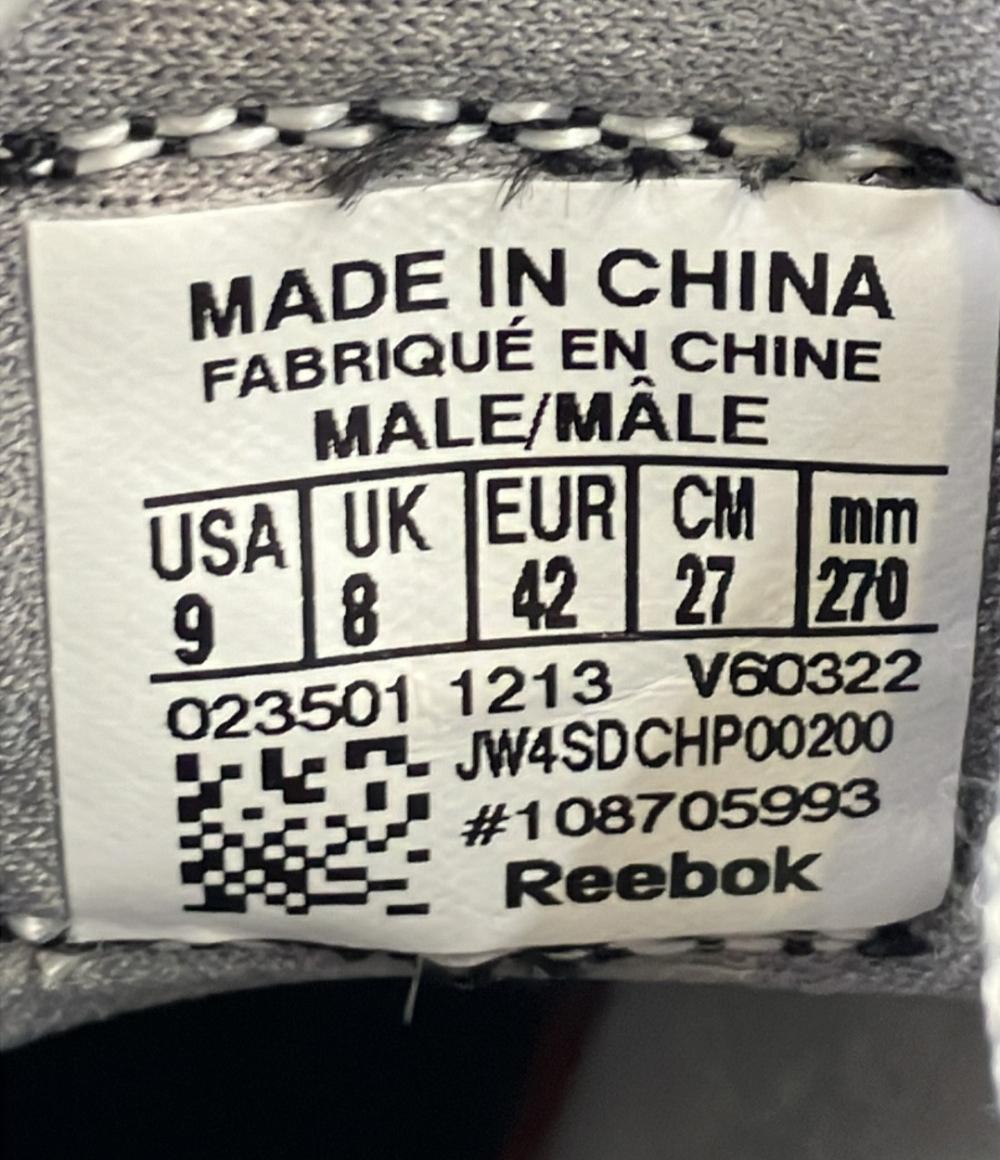 MADE IN CHINA
FABRIQUÉ EN CHINE
MALE/MÂLE
USA UK EUR CM mm
9 8 42 27 270
023501 1213 V60322
JW4SDCHP00200
#108705993
Reebok